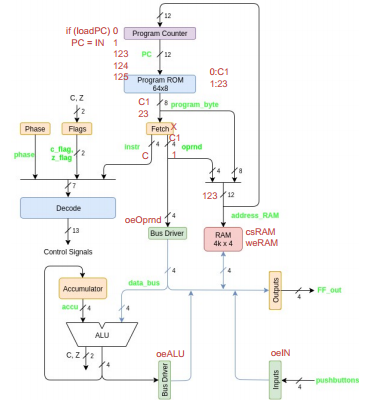 12
if (loadPC) 0
Program Counter
PC = IN 1
123
PC
12
124
125
Program ROM
64x8
0:C1
1:23
C1
8
program_byte
C, Z
2
23
Phase
Flags
Fetch
X
C1
phase
c_flag,
z_flag
2
instr
4
4
oprnd
C
1
4
8
7
123
12
Decode
address_RAM
oeOprnd
4
13
Bus Driver
RAM
4k x 4
csRAM
weRAM
Control Signals
4
4
data_bus
Accumulator
Outputs
FF_out
4
accu
4
4
ALU
C, Z
2
4
oeALU
oeIN
Bus Driver
4
Inputs
pushbuttons
4